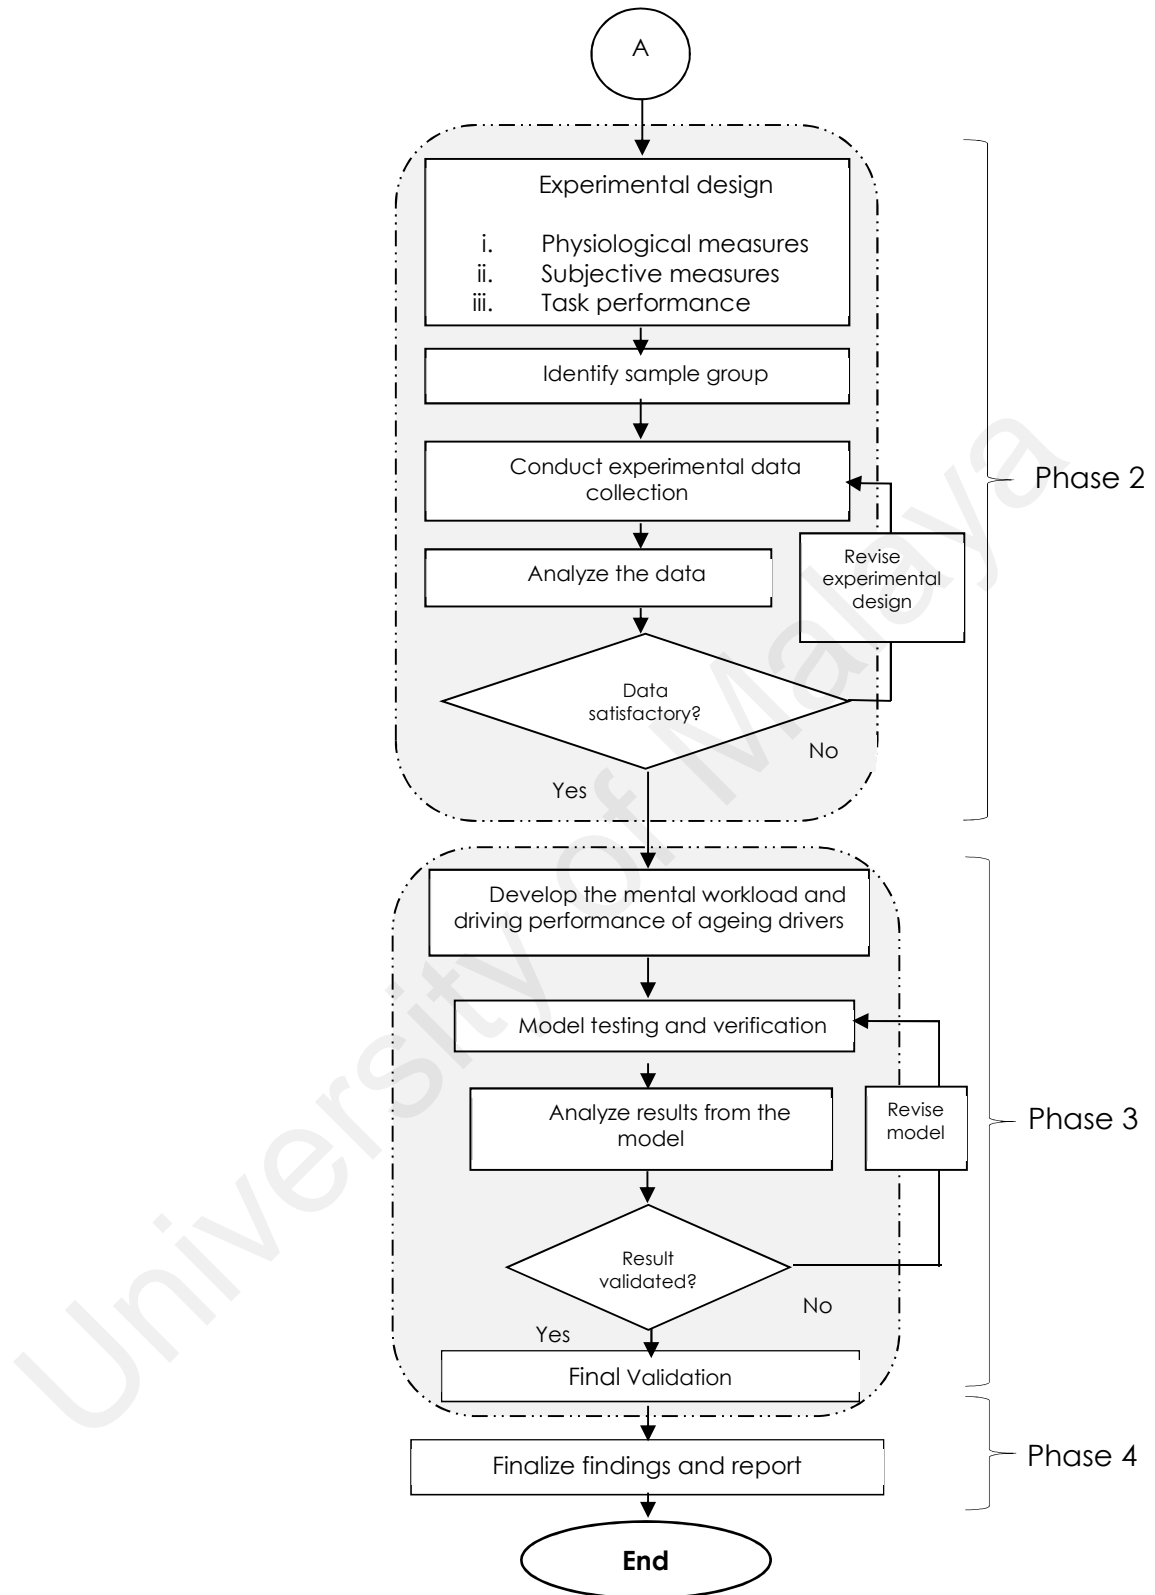 A
Experimental design
i. Physiological measures
ii. Subjective measures
iii. Task performance
Identify sample group
Conduct experimental data
collection
Phase 2
Revise
experimental
design
Analyze the data
Data
satisfactory?
No
Yes
Develop the mental workload and
driving performance of ageing drivers
Model testing and verification
Analyze results from the
model
Revise
model
Phase 3
Result
validated?
No
Yes
Final Validation
Finalize findings and report
Phase 4
End
University of Malaya